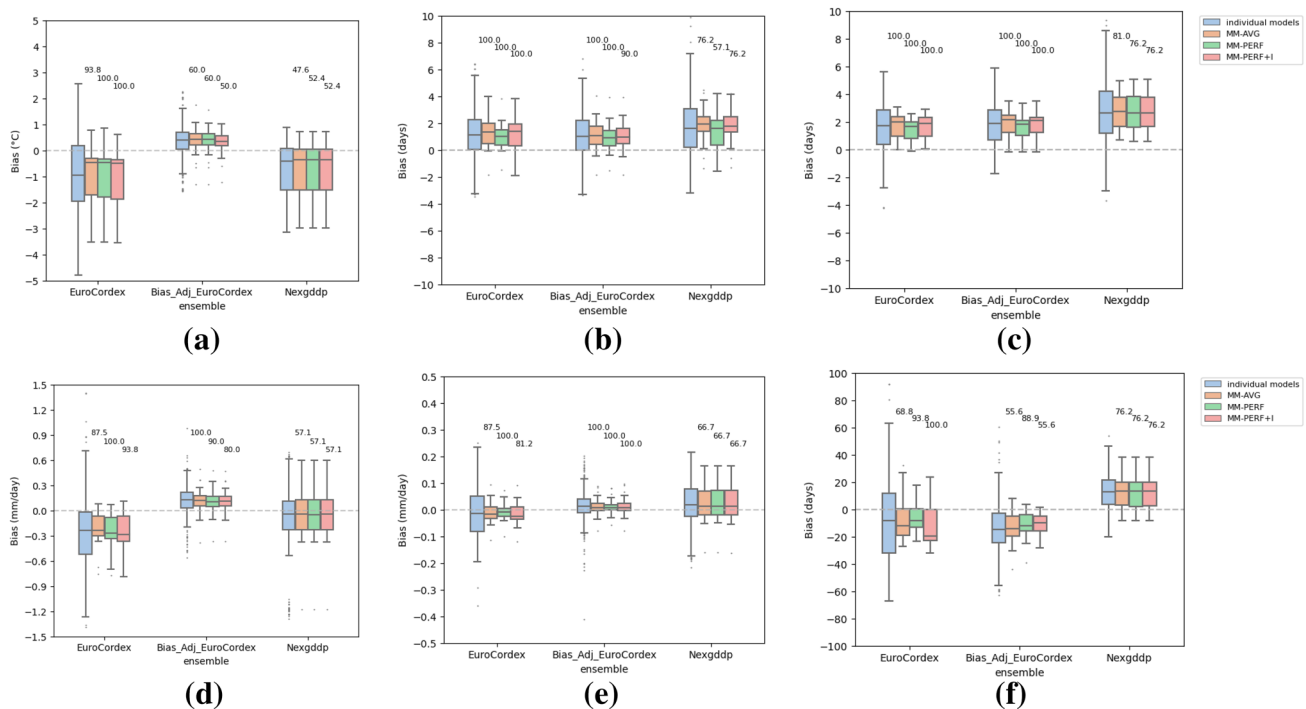 5
4
3
2
1
0
−1
−2
−3
−4
−5
Bias (°C)
93.8
100.0
100.0
60.0
60.0
50.0
47.6
52.4
52.4
EuroCordex
Bias_Adj_EuroCordex
Nexgddp
ensemble
(a)
10
8
6
4
2
0
−2
−4
−6
−8
−10
Bias (days)
100.0
100.0
100.0
100.0
100.0
90.0
76.2
57.1
76.2
EuroCordex
Bias_Adj_EuroCordex
Nexgddp
ensemble
(b)
10
8
6
4
2
0
−2
−4
−6
−8
−10
Bias (days)
100.0
100.0
100.0
100.0
100.0
100.0
81.0
76.2
76.2
EuroCordex
Bias_Adj_EuroCordex
Nexgddp
ensemble
(c)
individual models
MM-AVG
MM-PERF
MM-PERF+I
1.5
1.2
0.9
0.6
0.3
0.0
−0.3
−0.6
−0.9
−1.2
−1.5
Bias (mm/day)
87.5
100.0
93.8
100.0
90.0
80.0
57.1
57.1
57.1
EuroCordex
Bias_Adj_EuroCordex
Nexgddp
ensemble
(d)
0.5
0.4
0.3
0.2
0.1
0.0
−0.1
−0.2
−0.3
−0.4
−0.5
Bias (mm/day)
87.5
100.0
81.2
100.0
100.0
100.0
66.7
66.7
66.7
EuroCordex
Bias_Adj_EuroCordex
Nexgddp
ensemble
(e)
100
80
60
40
20
0
−20
−40
−60
−80
−100
Bias (days)
68.8
93.8
100.0
55.6
88.9
55.6
76.2
76.2
76.2
EuroCordex
Bias_Adj_EuroCordex
Nexgddp
ensemble
(f)
individual models
MM-AVG
MM-PERF
MM-PERF+I